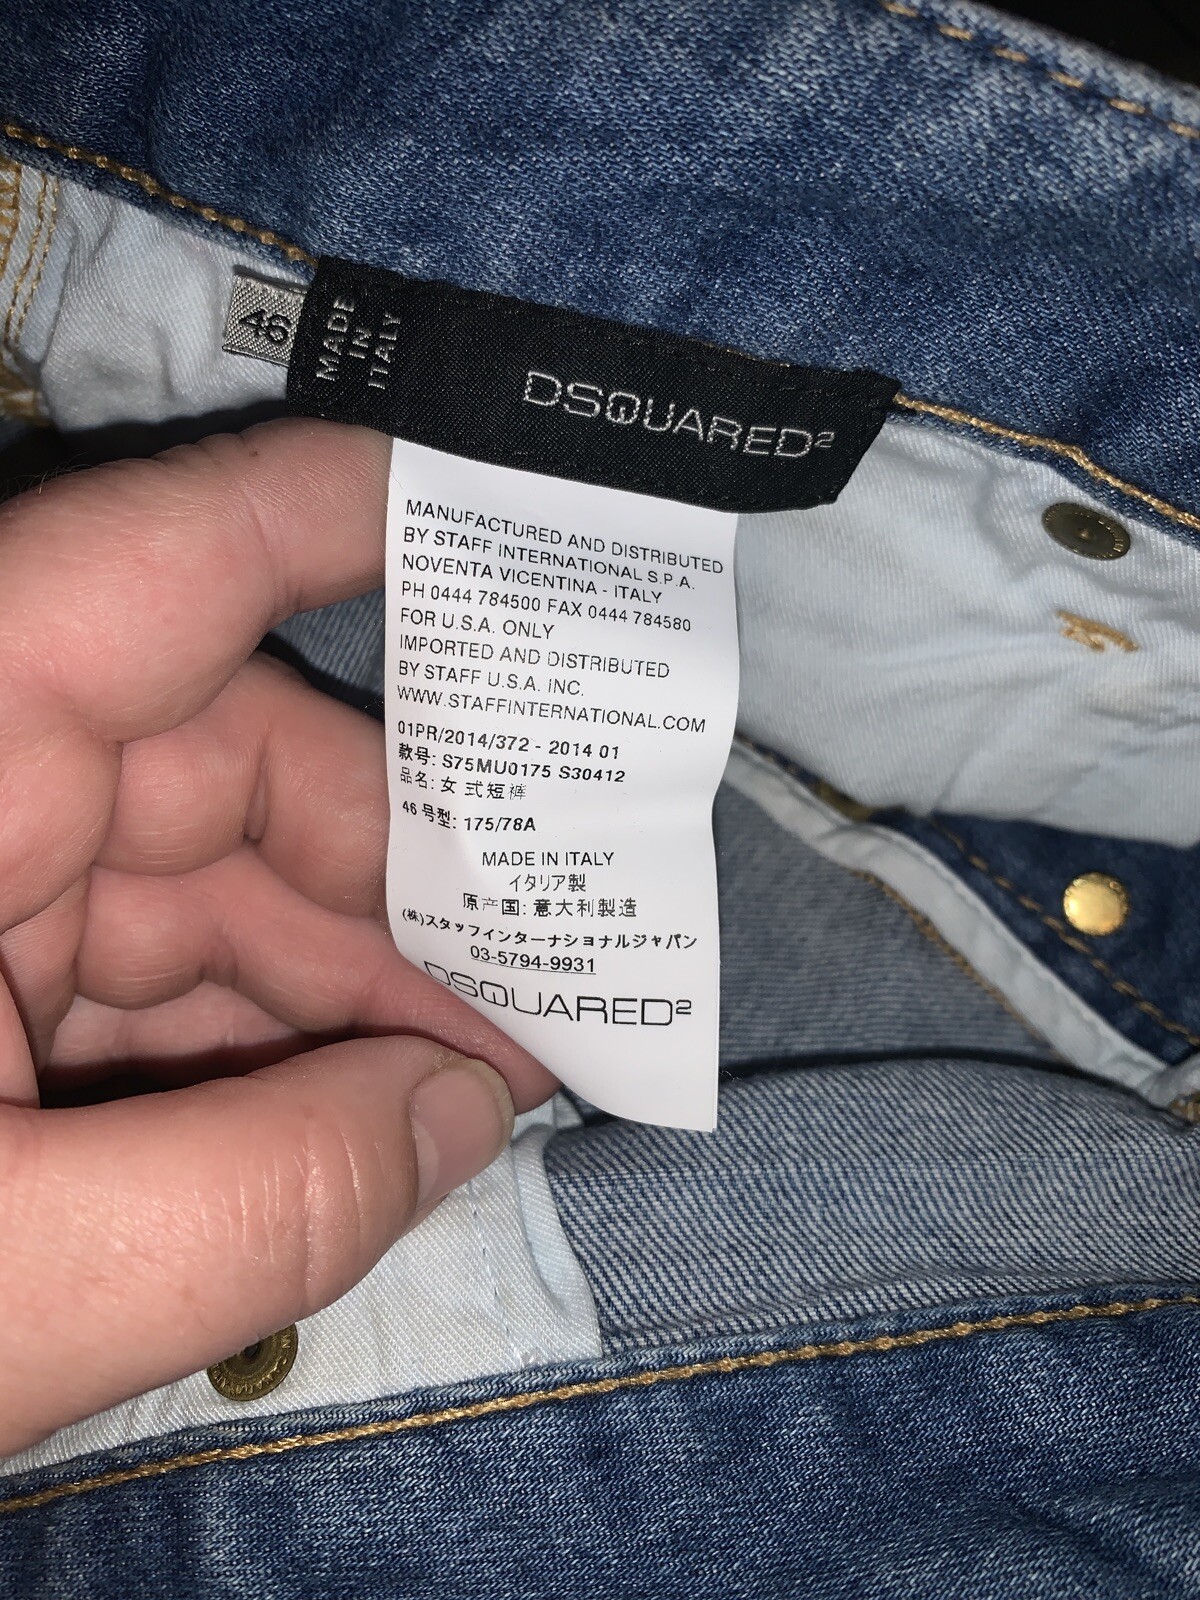 46
MADE
IN
ITALY
DSQUARED2
MANUFACTURED AND DISTRIBUTED
BY STAFF INTERNATIONAL S.P.A.
NOVENTA VICENTINA - ITALY
PH 0444 784500 FAX 0444 784580
FOR U.S.A. ONLY
IMPORTED AND DISTRIBUTED
BY STAFF U.S.A. INC.
WWW.STAFFINTERNATIONAL.COM
01PR/2014/372 - 2014 01
款号: S75MU0175 S30412
品名: 女 式短裤
46 号型: 175/78A
MADE IN ITALY
イタリア製
原产国: 意大利製造
(株)スタッフインターナショナルジャパン
03-5794-9931
DSQUARED2